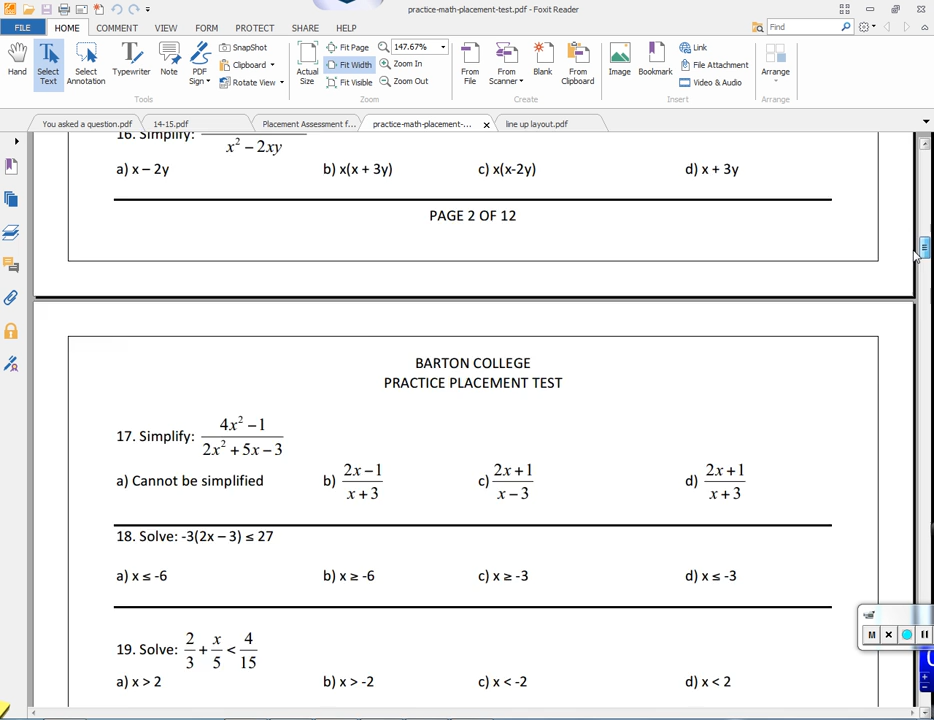 practice-math-placement-test.pdf - Foxit Reader
FILE HOME COMMENT VIEW FORM PROTECT SHARE HELP Find
Hand Select Text Select Annotation Typewriter Note PDF Sign SnapShot Clipboard Rotate View Actual Size Fit Page Fit Width Fit Visible 147.67% Zoom In Zoom Out From File From Scanner Blank From Clipboard Image Bookmark Link File Attachment Video & Audio Arrange
Tools Zoom Create Insert Arrange
You asked a question.pdf 14-15.pdf Placement Assessment f... practice-math-placement-... line up layout.pdf
16. Simplify:
x² − 2xy
a) x – 2y b) x(x + 3y) c) x(x-2y) d) x + 3y
PAGE 2 OF 12
BARTON COLLEGE
PRACTICE PLACEMENT TEST
17. Simplify: (4x² − 1)/(2x² + 5x − 3)
a) Cannot be simplified b) (2x − 1)/(x + 3) c) (2x + 1)/(x − 3) d) (2x + 1)/(x + 3)
18. Solve: -3(2x – 3) ≤ 27
a) x ≤ -6 b) x ≥ -6 c) x ≥ -3 d) x ≤ -3
19. Solve: 2/3 + x/5 < 4/15
a) x > 2 b) x > -2 c) x < -2 d) x < 2
M